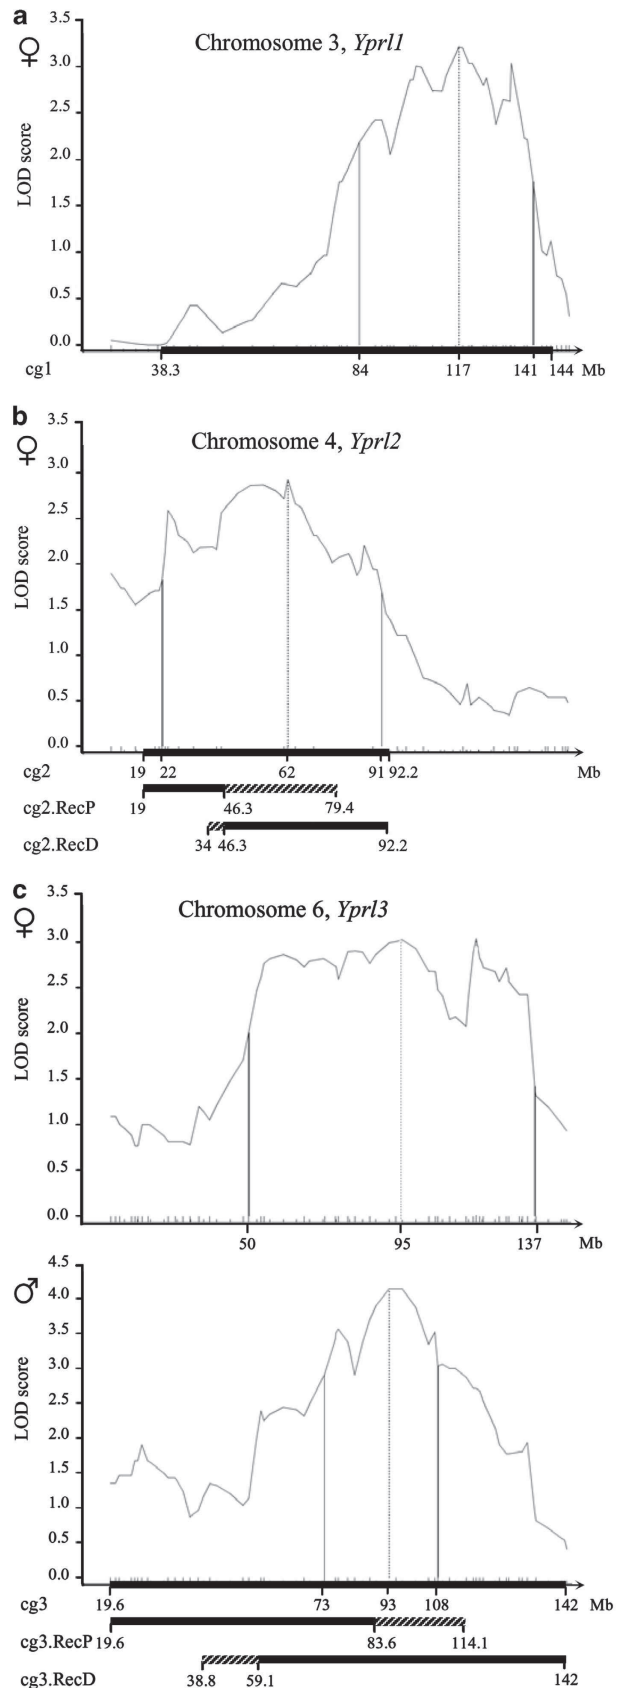 a
♀
Chromosome 3, Yprl1
LOD score
3.5
3.0
2.5
2.0
1.5
1.0
0.5
0.0
cg1 38.3 84 117 141 144 Mb
b
♀
Chromosome 4, Yprl2
LOD score
3.5
3.0
2.5
2.0
1.5
1.0
0.5
0.0
cg2 19 22 62 91 92.2 Mb
cg2.RecP 19 46.3 79.4
cg2.RecD 34 46.3 92.2
c
♀
Chromosome 6, Yprl3
LOD score
3.5
3.0
2.5
2.0
1.5
1.0
0.5
0.0
50 95 137 Mb
♂
LOD score
4.5
4.0
3.5
3.0
2.5
2.0
1.5
1.0
0.5
0.0
cg3 19.6 73 93 108 142 Mb
cg3.RecP 19.6 83.6 114.1
cg3.RecD 38.8 59.1 142